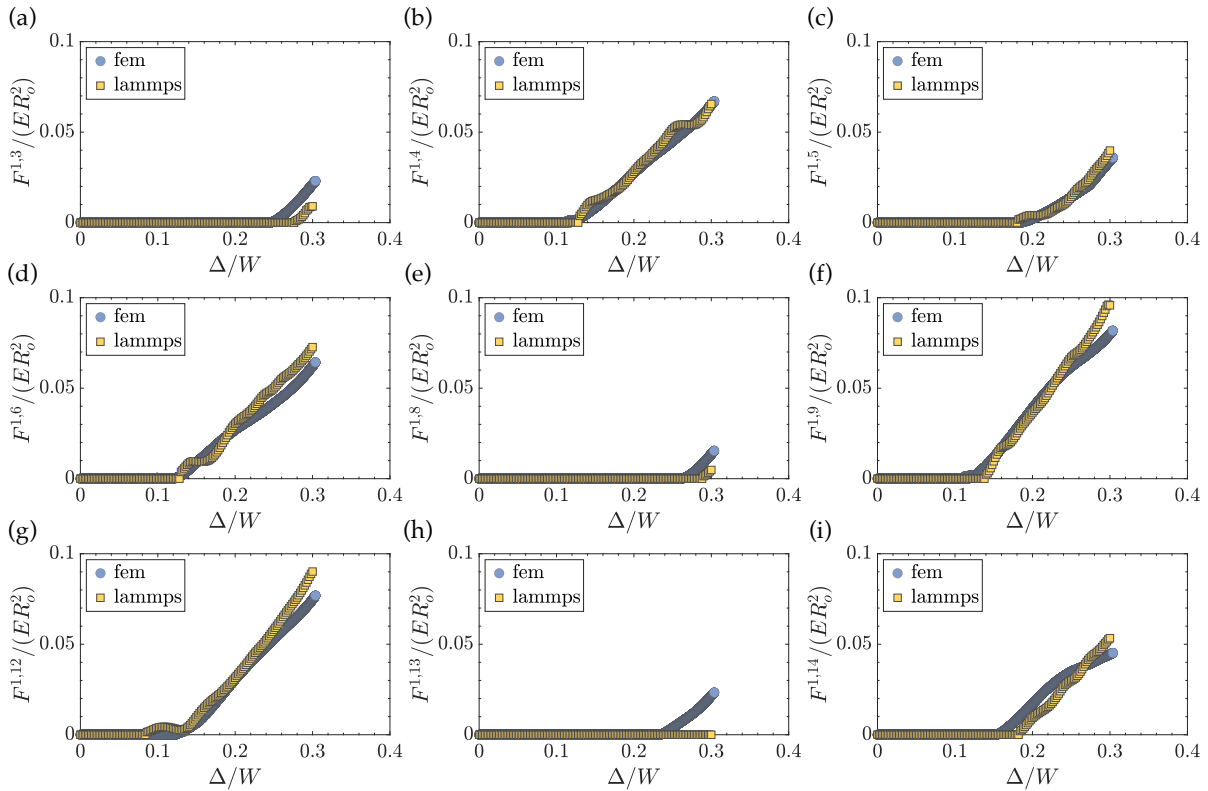 (a)
0.1
fem
lammps
0.05
F^{1,3}/(ER_o^2)
0
0
0.1
0.2
0.3
0.4
Δ/W
(b)
0.1
fem
lammps
0.05
F^{1,4}/(ER_o^2)
0
0
0.1
0.2
0.3
0.4
Δ/W
(c)
0.1
fem
lammps
0.05
F^{1,5}/(ER_o^2)
0
0
0.1
0.2
0.3
0.4
Δ/W
(d)
0.1
fem
lammps
0.05
F^{1,6}/(ER_o^2)
0
0
0.1
0.2
0.3
0.4
Δ/W
(e)
0.1
fem
lammps
0.05
F^{1,8}/(ER_o^2)
0
0
0.1
0.2
0.3
0.4
Δ/W
(f)
0.1
fem
lammps
0.05
F^{1,9}/(ER_o^2)
0
0
0.1
0.2
0.3
0.4
Δ/W
(g)
0.1
fem
lammps
0.05
F^{1,12}/(ER_o^2)
0
0
0.1
0.2
0.3
0.4
Δ/W
(h)
0.1
fem
lammps
0.05
F^{1,13}/(ER_o^2)
0
0
0.1
0.2
0.3
0.4
Δ/W
(i)
0.1
fem
lammps
0.05
F^{1,14}/(ER_o^2)
0
0
0.1
0.2
0.3
0.4
Δ/W